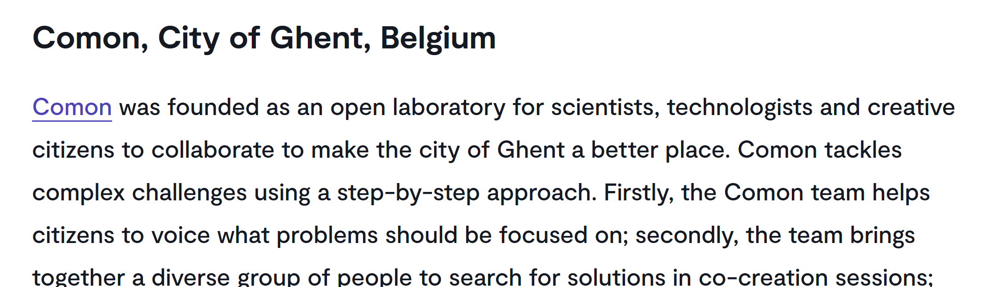 Comon, City of Ghent, Belgium
Comon was founded as an open laboratory for scientists, technologists and creative
citizens to collaborate to make the city of Ghent a better place. Comon tackles
complex challenges using a step-by-step approach. Firstly, the Comon team helps
citizens to voice what problems should be focused on; secondly, the team brings
together a diverse group of people to search for solutions in co-creation sessions;